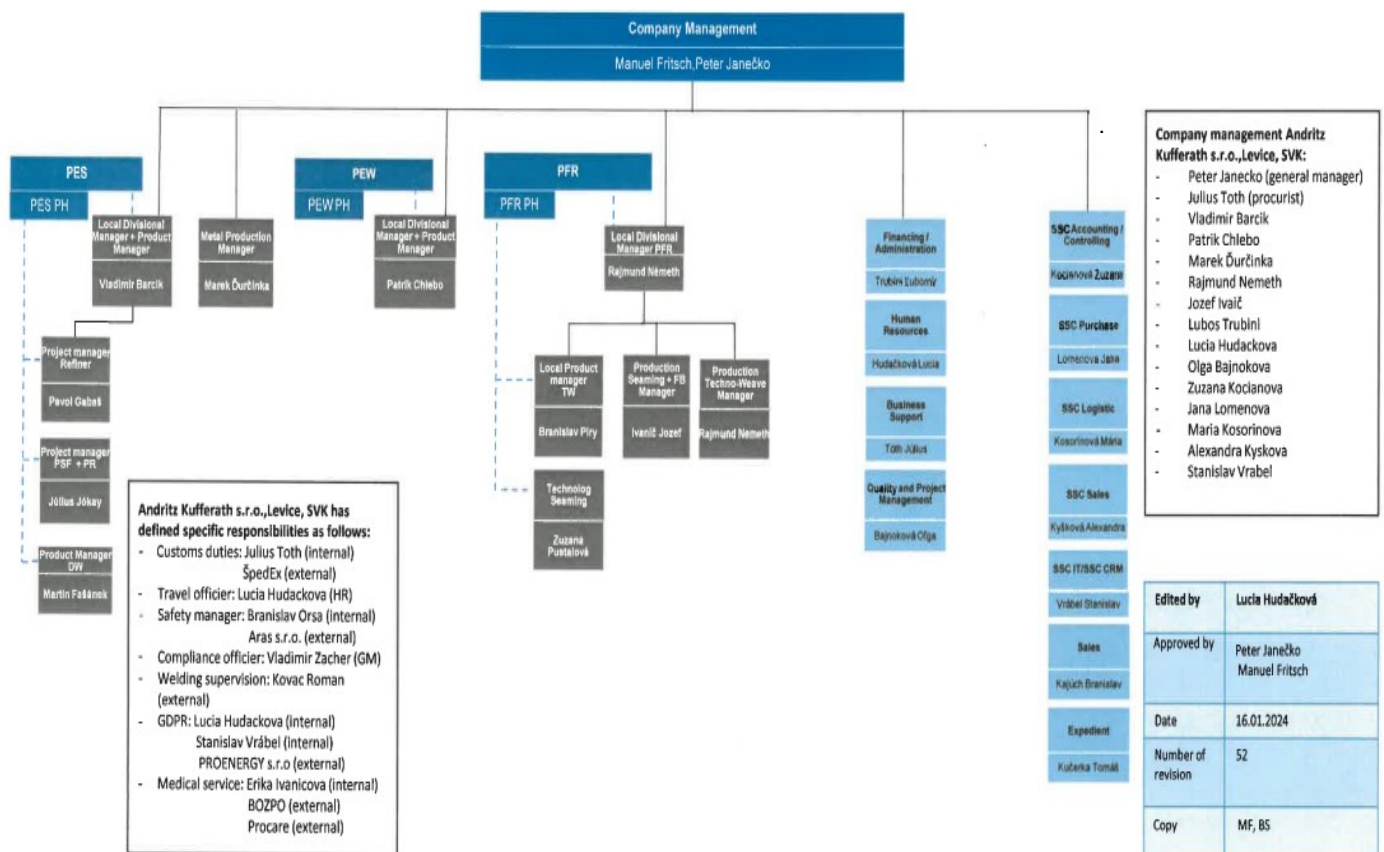 Company Management
Manuel Fritsch,Peter Janečko
PES
PES PH
Local Divisional
Manager + Product
Manager
Vladimir Barcik
Metal Production
Manager
Marek Ďurčinka
PEW
PEW PH
Local Divisional
Manager + Product
Manager
Patrik Chlebo
PFR
PFR PH
Local Divisional
Manager PFR
Rajmund Németh
Project manager
Refiner
Pavol Gabaš
Project manager
PSF + PR
Július Jókay
Product Manager
DW
Martin Fašánek
Local Product
manager
TW
Branislav Piry
Production
Seaming + FB
Manager
Ivanič Jozef
Production
Techno-Weave
Manager
Rajmund Nemeth
Technolog
Seaming
Zuzana
Pustalová
Financing /
Administration
Trubíni Ľubomír
Human
Resources
Hudačková Lucia
Business
Support
Tóth Július
Quality and Project
Management
Bajnoková Oľga
SSC Accounting /
Controlling
Kocianová Zuzana
SSC Purchase
Lomenova Jana
SSC Logistic
Kosorínová Mária
SSC Sales
Kyšková Alexandra
SSC IT/SSC CRM
Vrábel Stanislav
Sales
Kajúch Branislav
Expedient
Kučerka Tomáš
Andritz Kufferath s.r.o.,Levice, SVK has
defined specific responsibilities as follows:
- Customs duties: Julius Toth (internal)
ŠpedEx (external)
- Travel officier: Lucia Hudackova (HR)
- Safety manager: Branislav Orsa (internal)
Aras s.r.o. (external)
- Compliance officier: Vladimir Zacher (GM)
- Welding supervision: Kovac Roman
(external)
- GDPR: Lucia Hudackova (internal)
Stanislav Vrábel (internal)
PROENERGY s.r.o (external)
- Medical service: Erika Ivanicova (internal)
BOZPO (external)
Procare (external)
Company management Andritz
Kufferath s.r.o.,Levice, SVK:
- Peter Janecko (general manager)
- Julius Toth (procurist)
- Vladimir Barcik
- Patrik Chlebo
- Marek Ďurčinka
- Rajmund Nemeth
- Jozef Ivaič
- Lubos Trubinl
- Lucia Hudackova
- Olga Bajnokova
- Zuzana Kocianova
- Jana Lomenova
- Maria Kosorinova
- Alexandra Kyskova
- Stanislav Vrabel
Edited by Lucia Hudačková
Approved by Peter Janečko
Manuel Fritsch
Date 16.01.2024
Number of 52
revision
Copy MF, BS